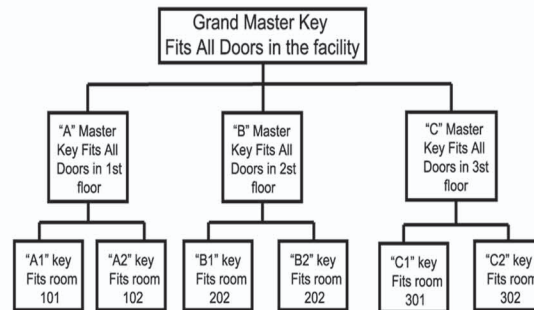 Grand Master Key
Fits All Doors in the facility
“A” Master
Key Fits All
Doors in 1st
floor
“B” Master
Key Fits All
Doors in 2st
floor
“C” Master
Key Fits All
Doors in 3st
floor
“A1” key
Fits room
101
“A2” key
Fits room
102
“B1” key
Fits room
202
“B2” key
Fits room
202
“C1” key
Fits room
301
“C2” key
Fits room
302